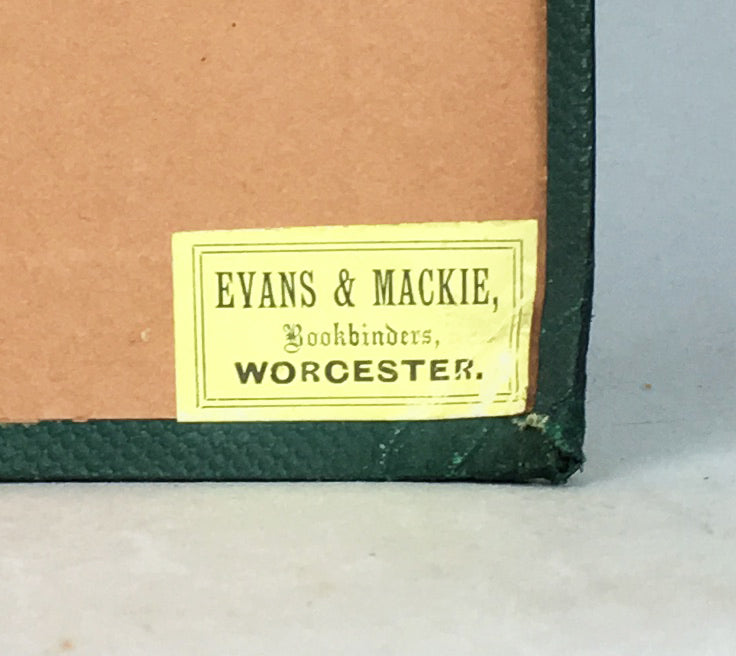 EVANS & MACKIE,
Bookbinders,
WORCESTER.